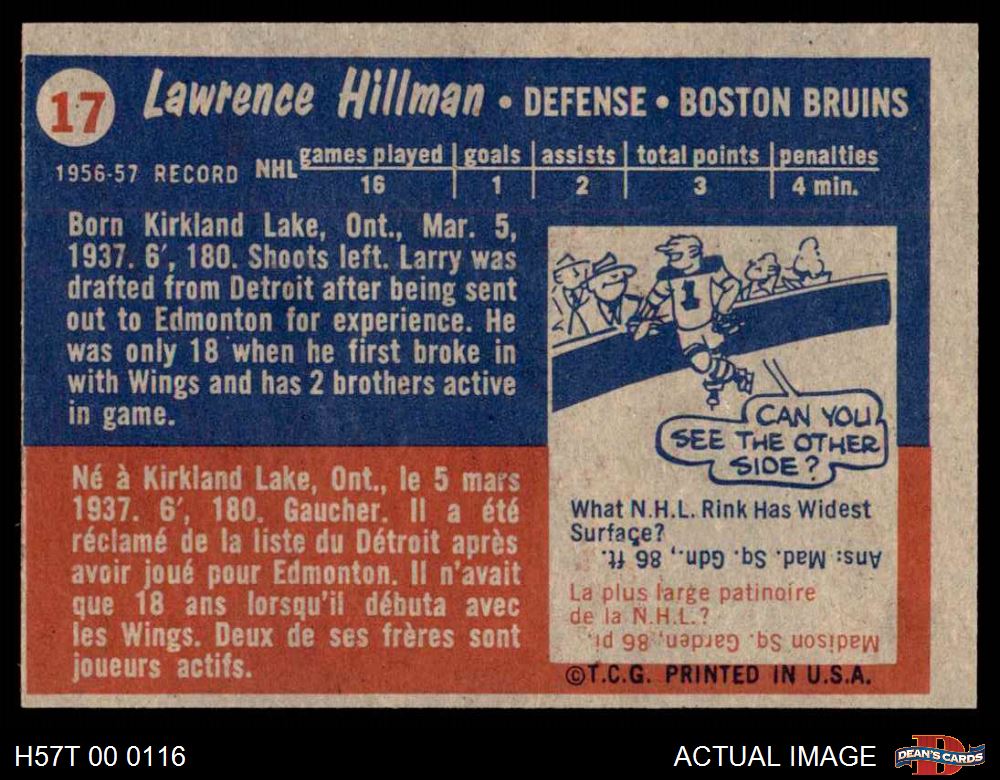 17 Lawrence Hillman • DEFENSE • BOSTON BRUINS
1956-57 RECORD NHL games played goals assists total points penalties
16 1 2 3 4 min.
Born Kirkland Lake, Ont., Mar. 5,
1937. 6', 180. Shoots left. Larry was
drafted from Detroit after being sent
out to Edmonton for experience. He
was only 18 when he first broke in
with Wings and has 2 brothers active
in game.
Né à Kirkland Lake, Ont., le 5 mars
1937. 6', 180. Gaucher. Il a été
réclamé de la liste du Détroit après
avoir joué pour Edmonton. Il n'avait
que 18 ans lorsqu'il débuta avec
les Wings. Deux de ses frères sont
joueurs actifs.
1
CAN YOU
SEE THE OTHER
SIDE?
What N.H.L. Rink Has Widest
Surface?
Ans: Mad. Sq. Gdn., 86 ft.
La plus large patinoire
de la N.H.L.?
Madison Sq. Garden, 86 pi.
©T.C.G. PRINTED IN U.S.A.
H57T 00 0116
ACTUAL IMAGE
D
DEAN'S CARDS